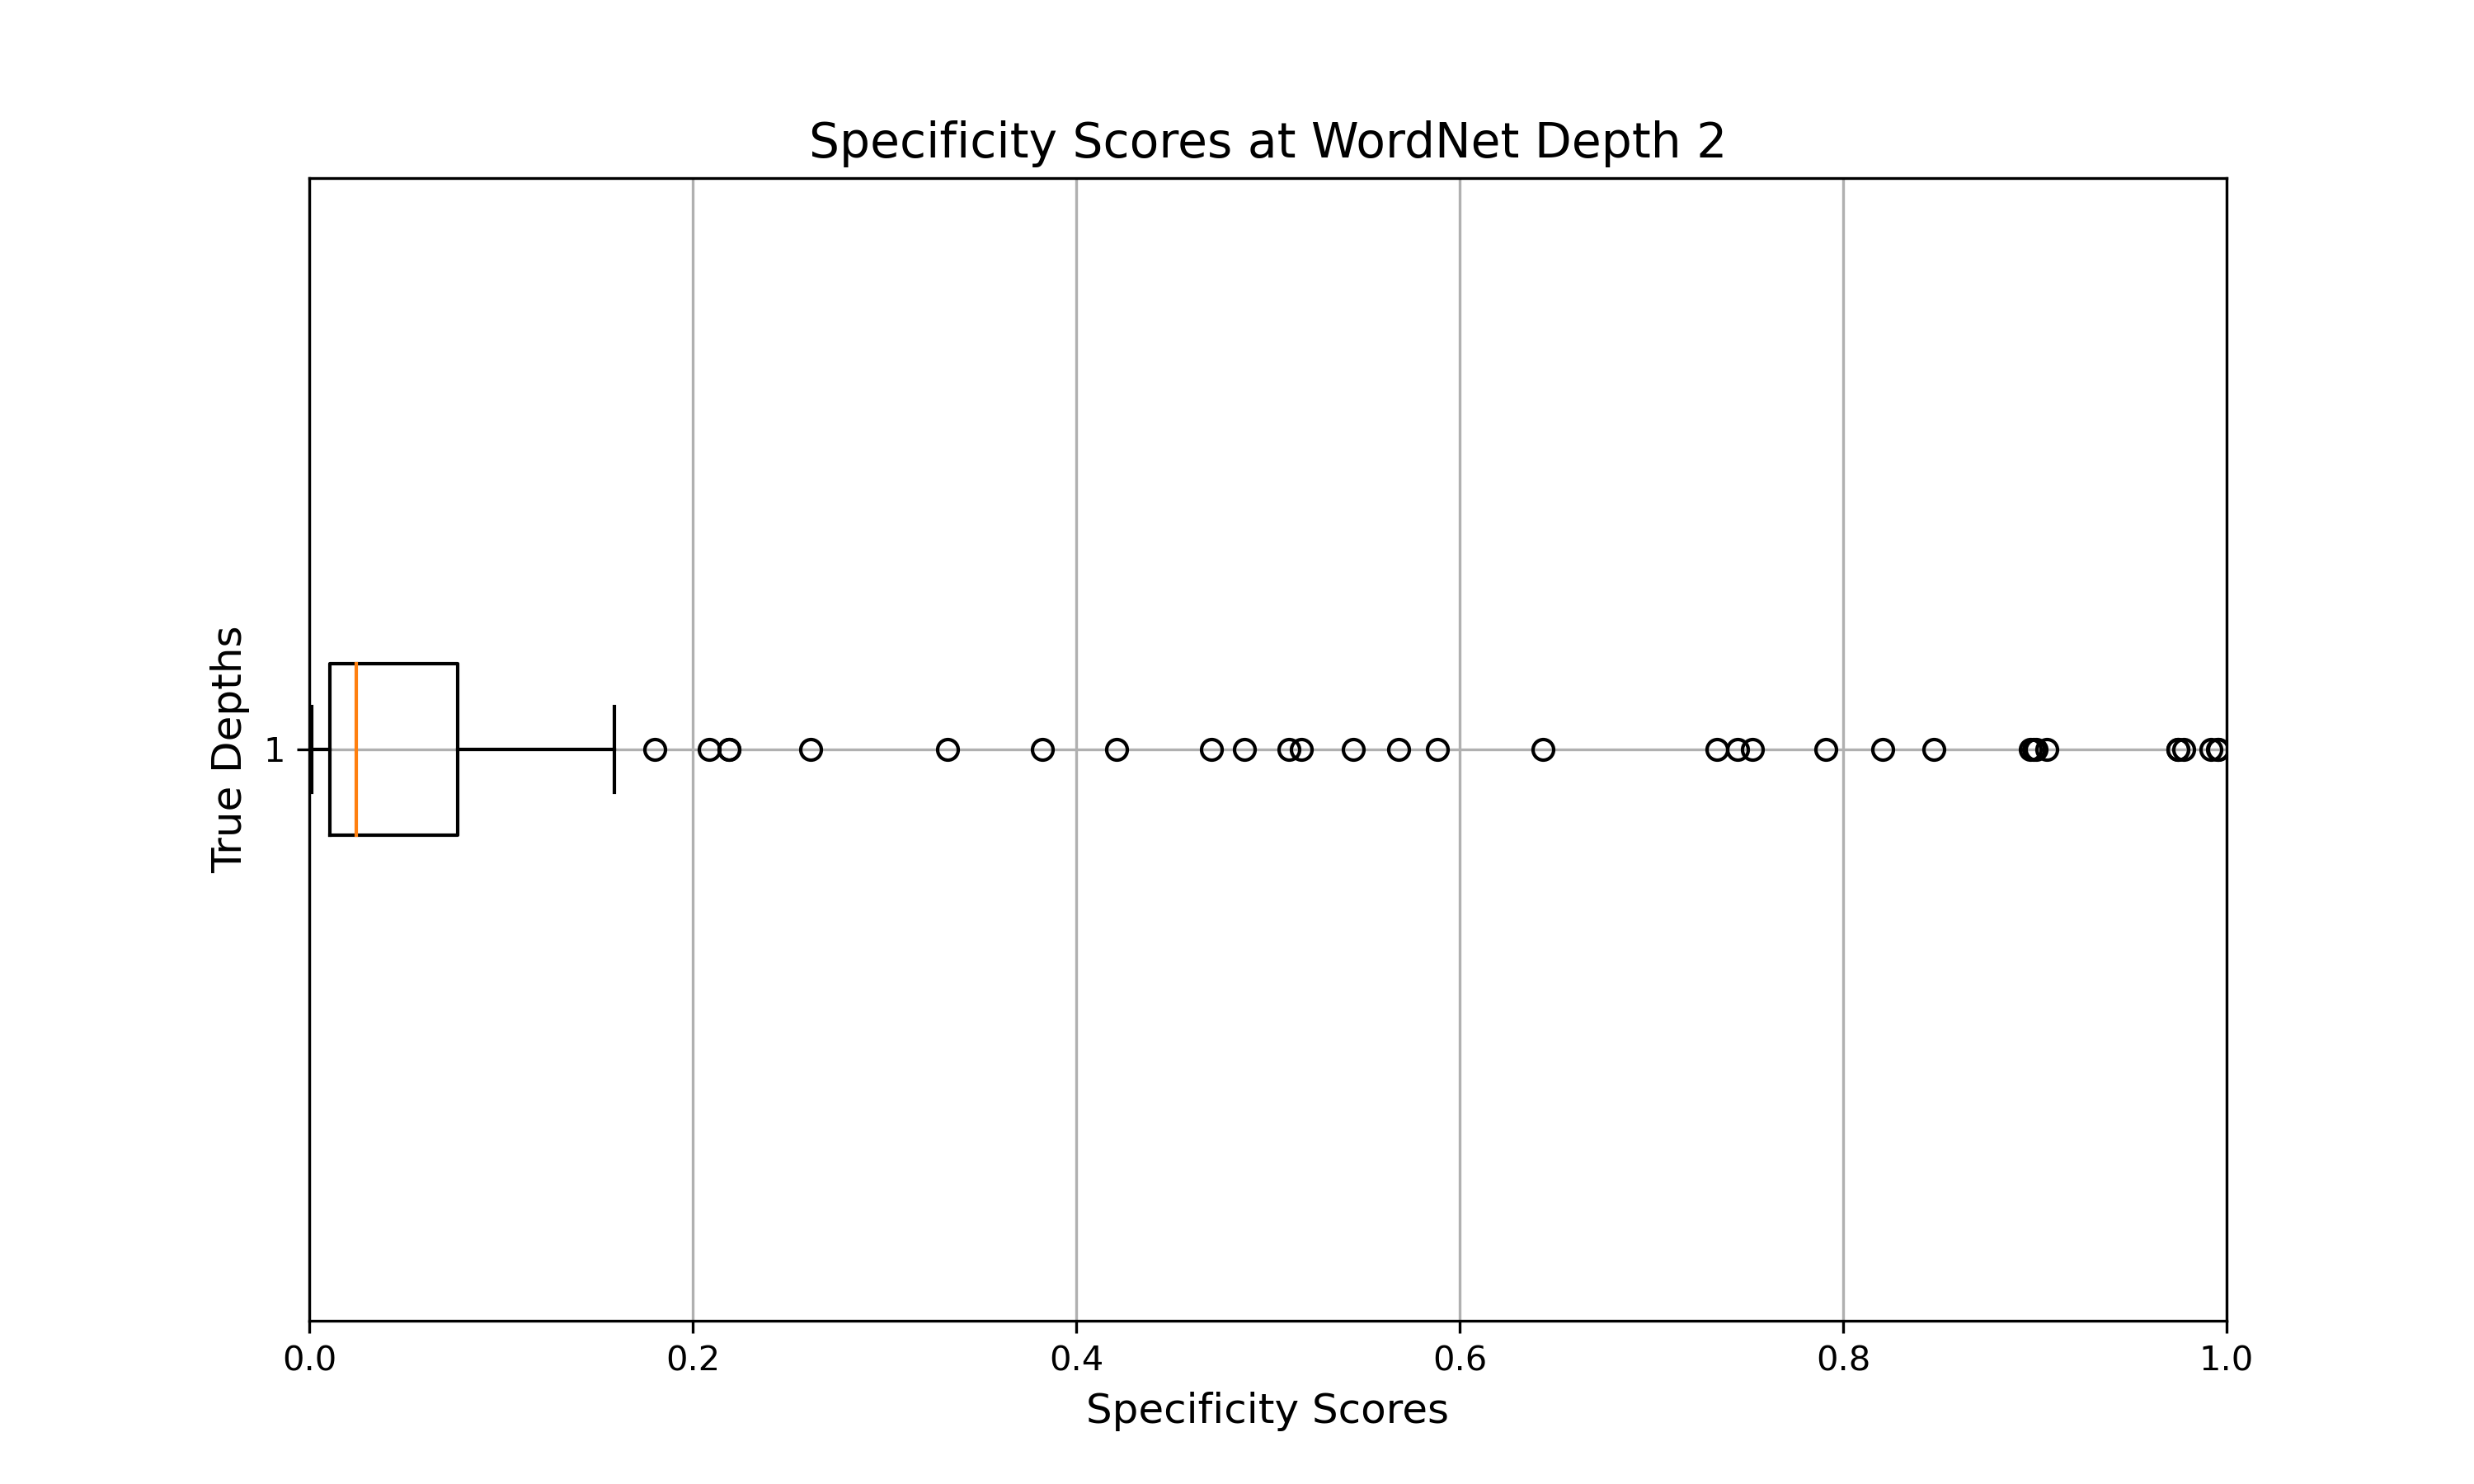 Specificity Scores at WordNet Depth 2
True Depths
1
0.0 0.2 0.4 0.6 0.8 1.0
Specificity Scores